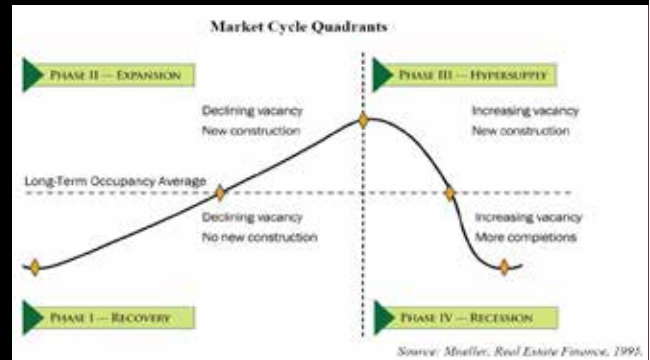 Market Cycle Quadrants
PHASE II — EXPANSION
PHASE III — HYPERSUPPLY
Declining vacancy
New construction
Increasing vacancy
New construction
Long-Term Occupancy Average
Declining vacancy
No new construction
Increasing vacancy
More completions
PHASE I — RECOVERY
PHASE IV — RECESSION
Source: Mueller, Real Estate Finance, 1995.